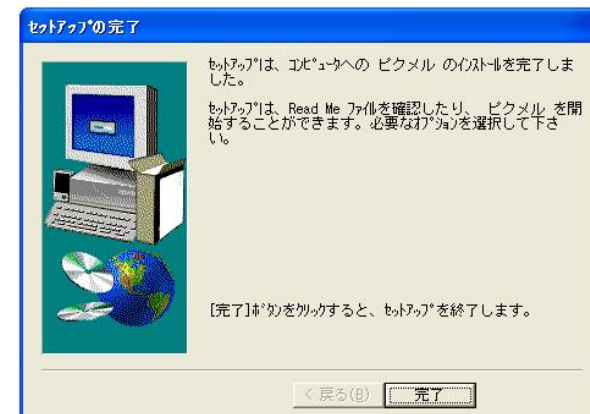 ｾｯﾄｱｯﾌﾟの完了
ｾｯﾄｱｯﾌﾟは、ｺﾝﾋﾟｭｰﾀへの ピクメル のｲﾝｽﾄｰﾙを完了しま
した。
ｾｯﾄｱｯﾌﾟは、Read Me ﾌｧｲﾙを確認したり、 ピクメル を開
始することができます。必要なｵﾌﾟｼｮﾝを選択して下さ
い。
[完了]ﾎﾞﾀﾝをｸﾘｯｸすると、ｾｯﾄｱｯﾌﾟを終了します。
< 戻る(B)
完了